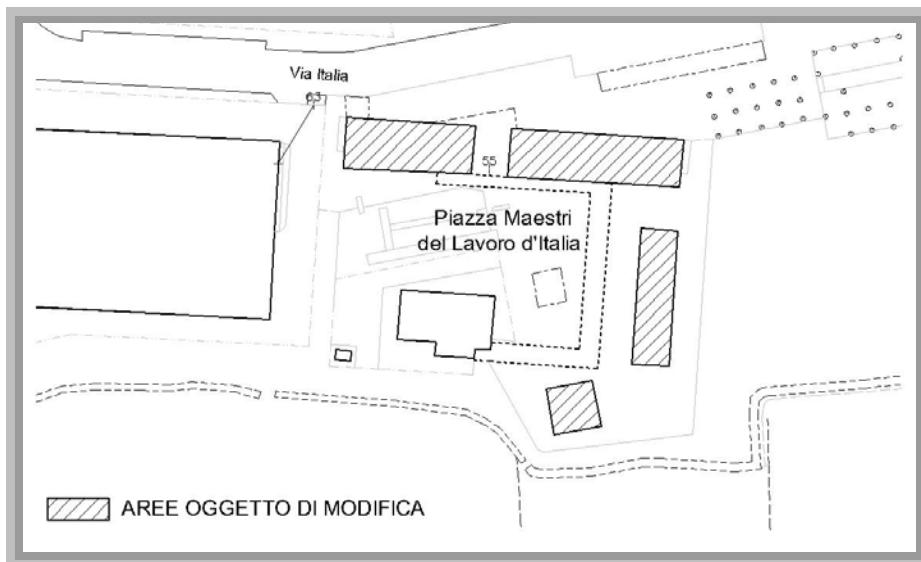 Via Italia
63
55
Piazza Maestri
del Lavoro d'Italia
AREE OGGETTO DI MODIFICA